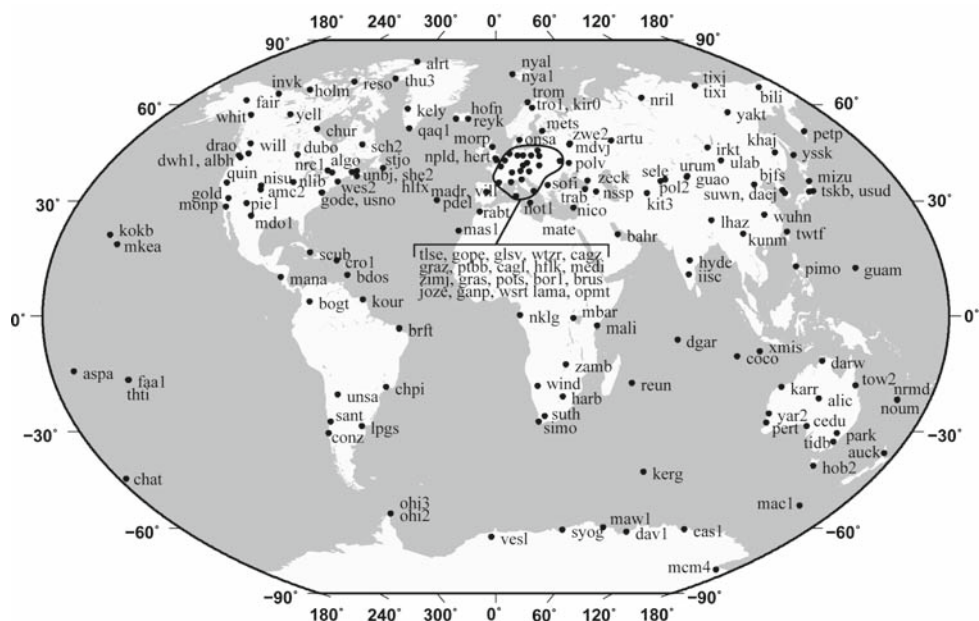 180˚ 240˚ 300˚ 0˚ 60˚ 120˚ 180˚
90˚ 90˚
60˚ 60˚
30˚ 30˚
0˚ 0˚
−30˚ −30˚
−60˚ −60˚
−90˚ −90˚
180˚ 240˚ 300˚ 0˚ 60˚ 120˚ 180˚
alrt
nyal
nya1
invk
holm
reso
thu3
trom
tixj
tixi
bili
fair
kely
hofn
reyk
tro1, kir0
nril
whit
yell
chur
qaq1
mets
yakt
petp
drao
will
dubo
sch2
morp
onsa
zwe2
mdvj
artu
irkt
khaj
yssk
dwh1, albh
nrc1
algo
stjo
npld, hert
polv
ulab
quin
nisu
nlib
unbj, she2
hlfx
sofi
zeck
sele
urum
guao
bjfs
mizu
gold
amc2
wes2
gode, usno
madr, vill
pdel
trab
nssp
pol2
kit3
suwn, daej
tskb, usud
monp
pie1
mdo1
rabt
not1
mate
nico
lhaz
wuhn
mas1
bahr
kunm
twtf
kokb
mkea
scub
cro1
bdos
tlse, gope, glsv, wtzr, cagz
graz, ptbb, cagl, hflk, medi
zimj, gras, pots, bor1, brus
joze, ganp, wsrt lama, opmt
hyde
iisc
pimo
guam
mana
bogt
kour
nklg
mbar
mali
brft
dgar
xmis
coco
darw
aspa
faa1
thti
chpi
zamb
reun
tow2
nrmd
noum
unsa
wind
harb
karr
alic
sant
conz
lpgs
suth
simo
yar2
pert
cedu
tidb
park
auck
hob2
chat
kerg
mac1
ohi3
ohi2
vesl
syog
maw1
dav1
cas1
mcm4